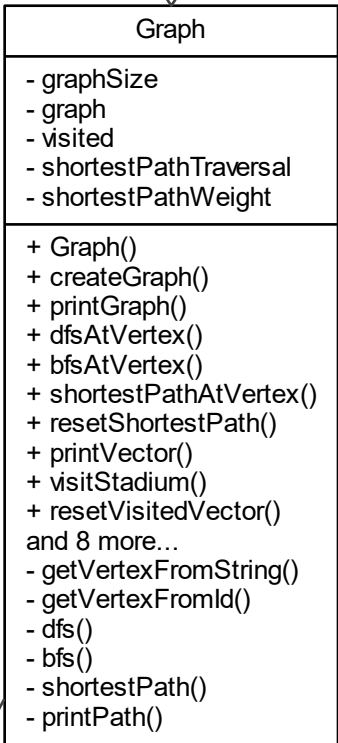 Graph
- graphSize
- graph
- visited
- shortestPathTraversal
- shortestPathWeight
+ Graph()
+ createGraph()
+ printGraph()
+ dfsAtVertex()
+ bfsAtVertex()
+ shortestPathAtVertex()
+ resetShortestPath()
+ printVector()
+ visitStadium()
+ resetVisitedVector()
and 8 more...
- getVertexFromString()
- getVertexFromId()
- dfs()
- bfs()
- shortestPath()
- printPath()